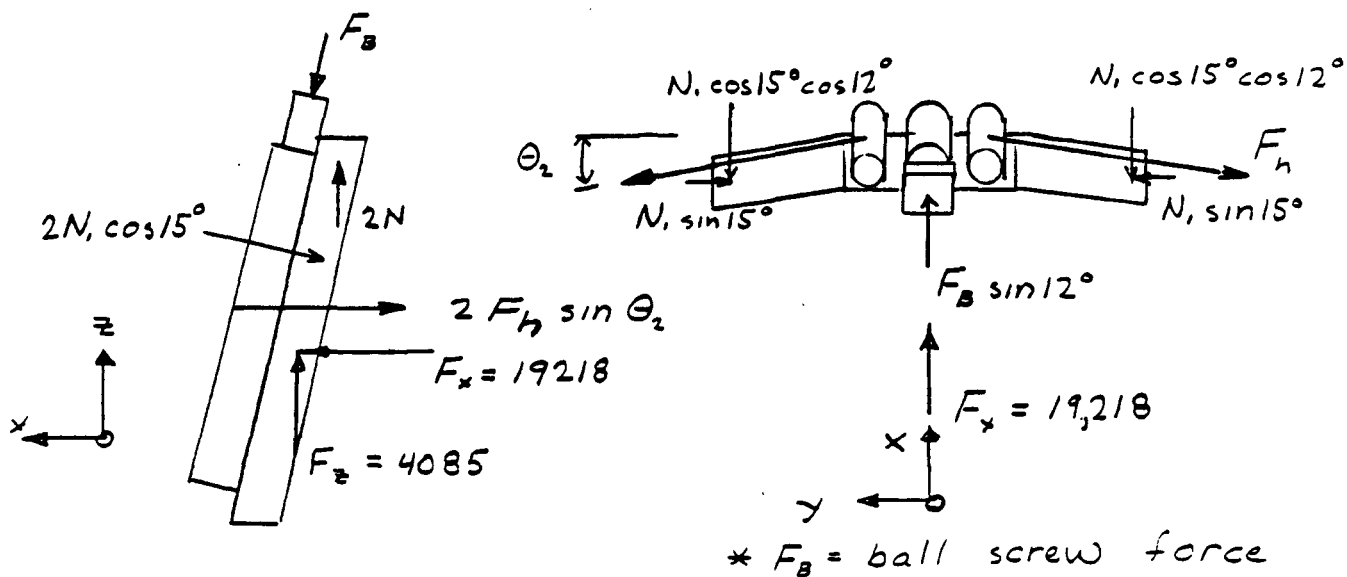 F_B
2N, cos15°
2N
2 F_h sin θ₂
F_x = 19218
F_z = 4085
z
x
N, cos15° cos12°
N, cos15° cos12°
θ₂
F_h
N, sin15°
N, sin15°
F_B sin12°
F_x = 19,218
x
y
* F_B = ball screw force